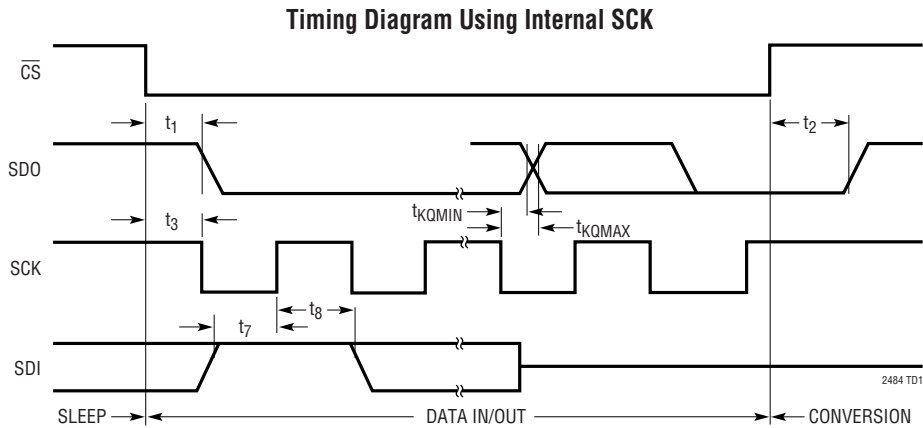 Timing Diagram Using Internal SCK
CS
t1
t2
SDO
tKQMIN
tKQMAX
t3
SCK
t7
t8
SDI
2484 TD1
SLEEP
DATA IN/OUT
CONVERSION